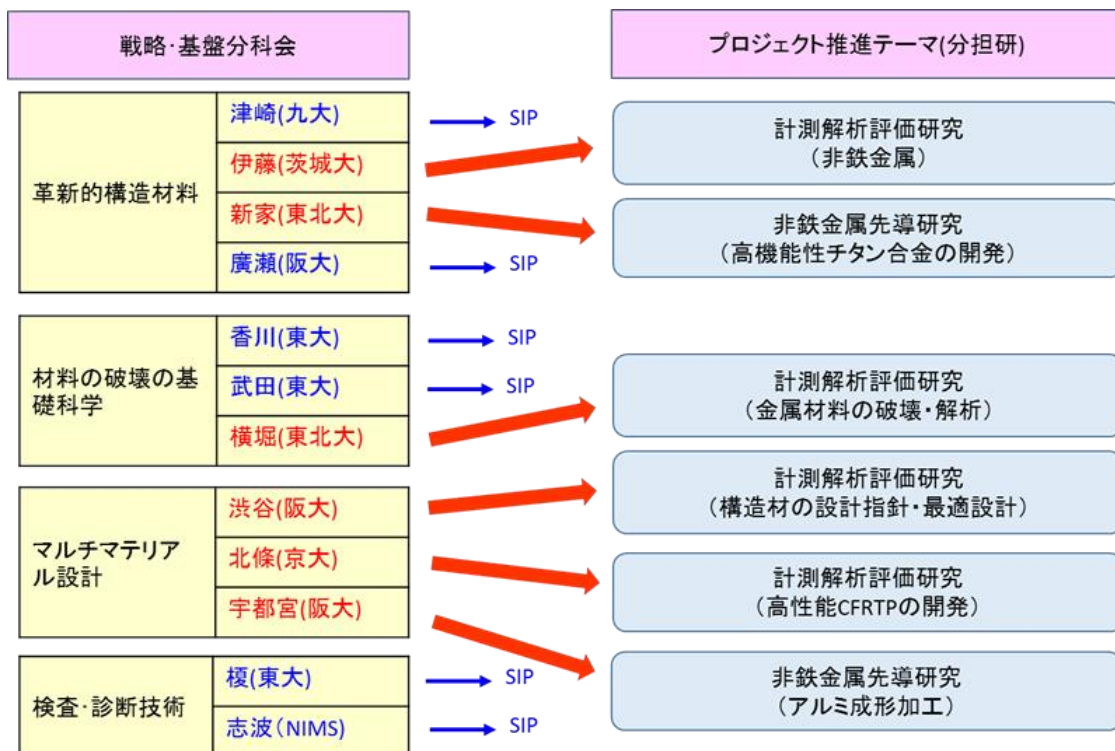 戦略・基盤分科会
プロジェクト推進テーマ(分担研)
革新的構造材料
津崎(九大)
SIP
伊藤(茨城大)
新家(東北大)
廣瀬(阪大)
SIP
計測解析評価研究
(非鉄金属)
非鉄金属先導研究
(高機能性チタン合金の開発)
材料の破壊の基
礎科学
香川(東大)
SIP
武田(東大)
SIP
横堀(東北大)
計測解析評価研究
(金属材料の破壊・解析)
マルチマテリア
ル設計
渋谷(阪大)
北條(京大)
宇都宮(阪大)
計測解析評価研究
(構造材の設計指針・最適設計)
計測解析評価研究
(高性能CFRTPの開発)
非鉄金属先導研究
(アルミ成形加工)
検査・診断技術
榎(東大)
SIP
志波(NIMS)
SIP